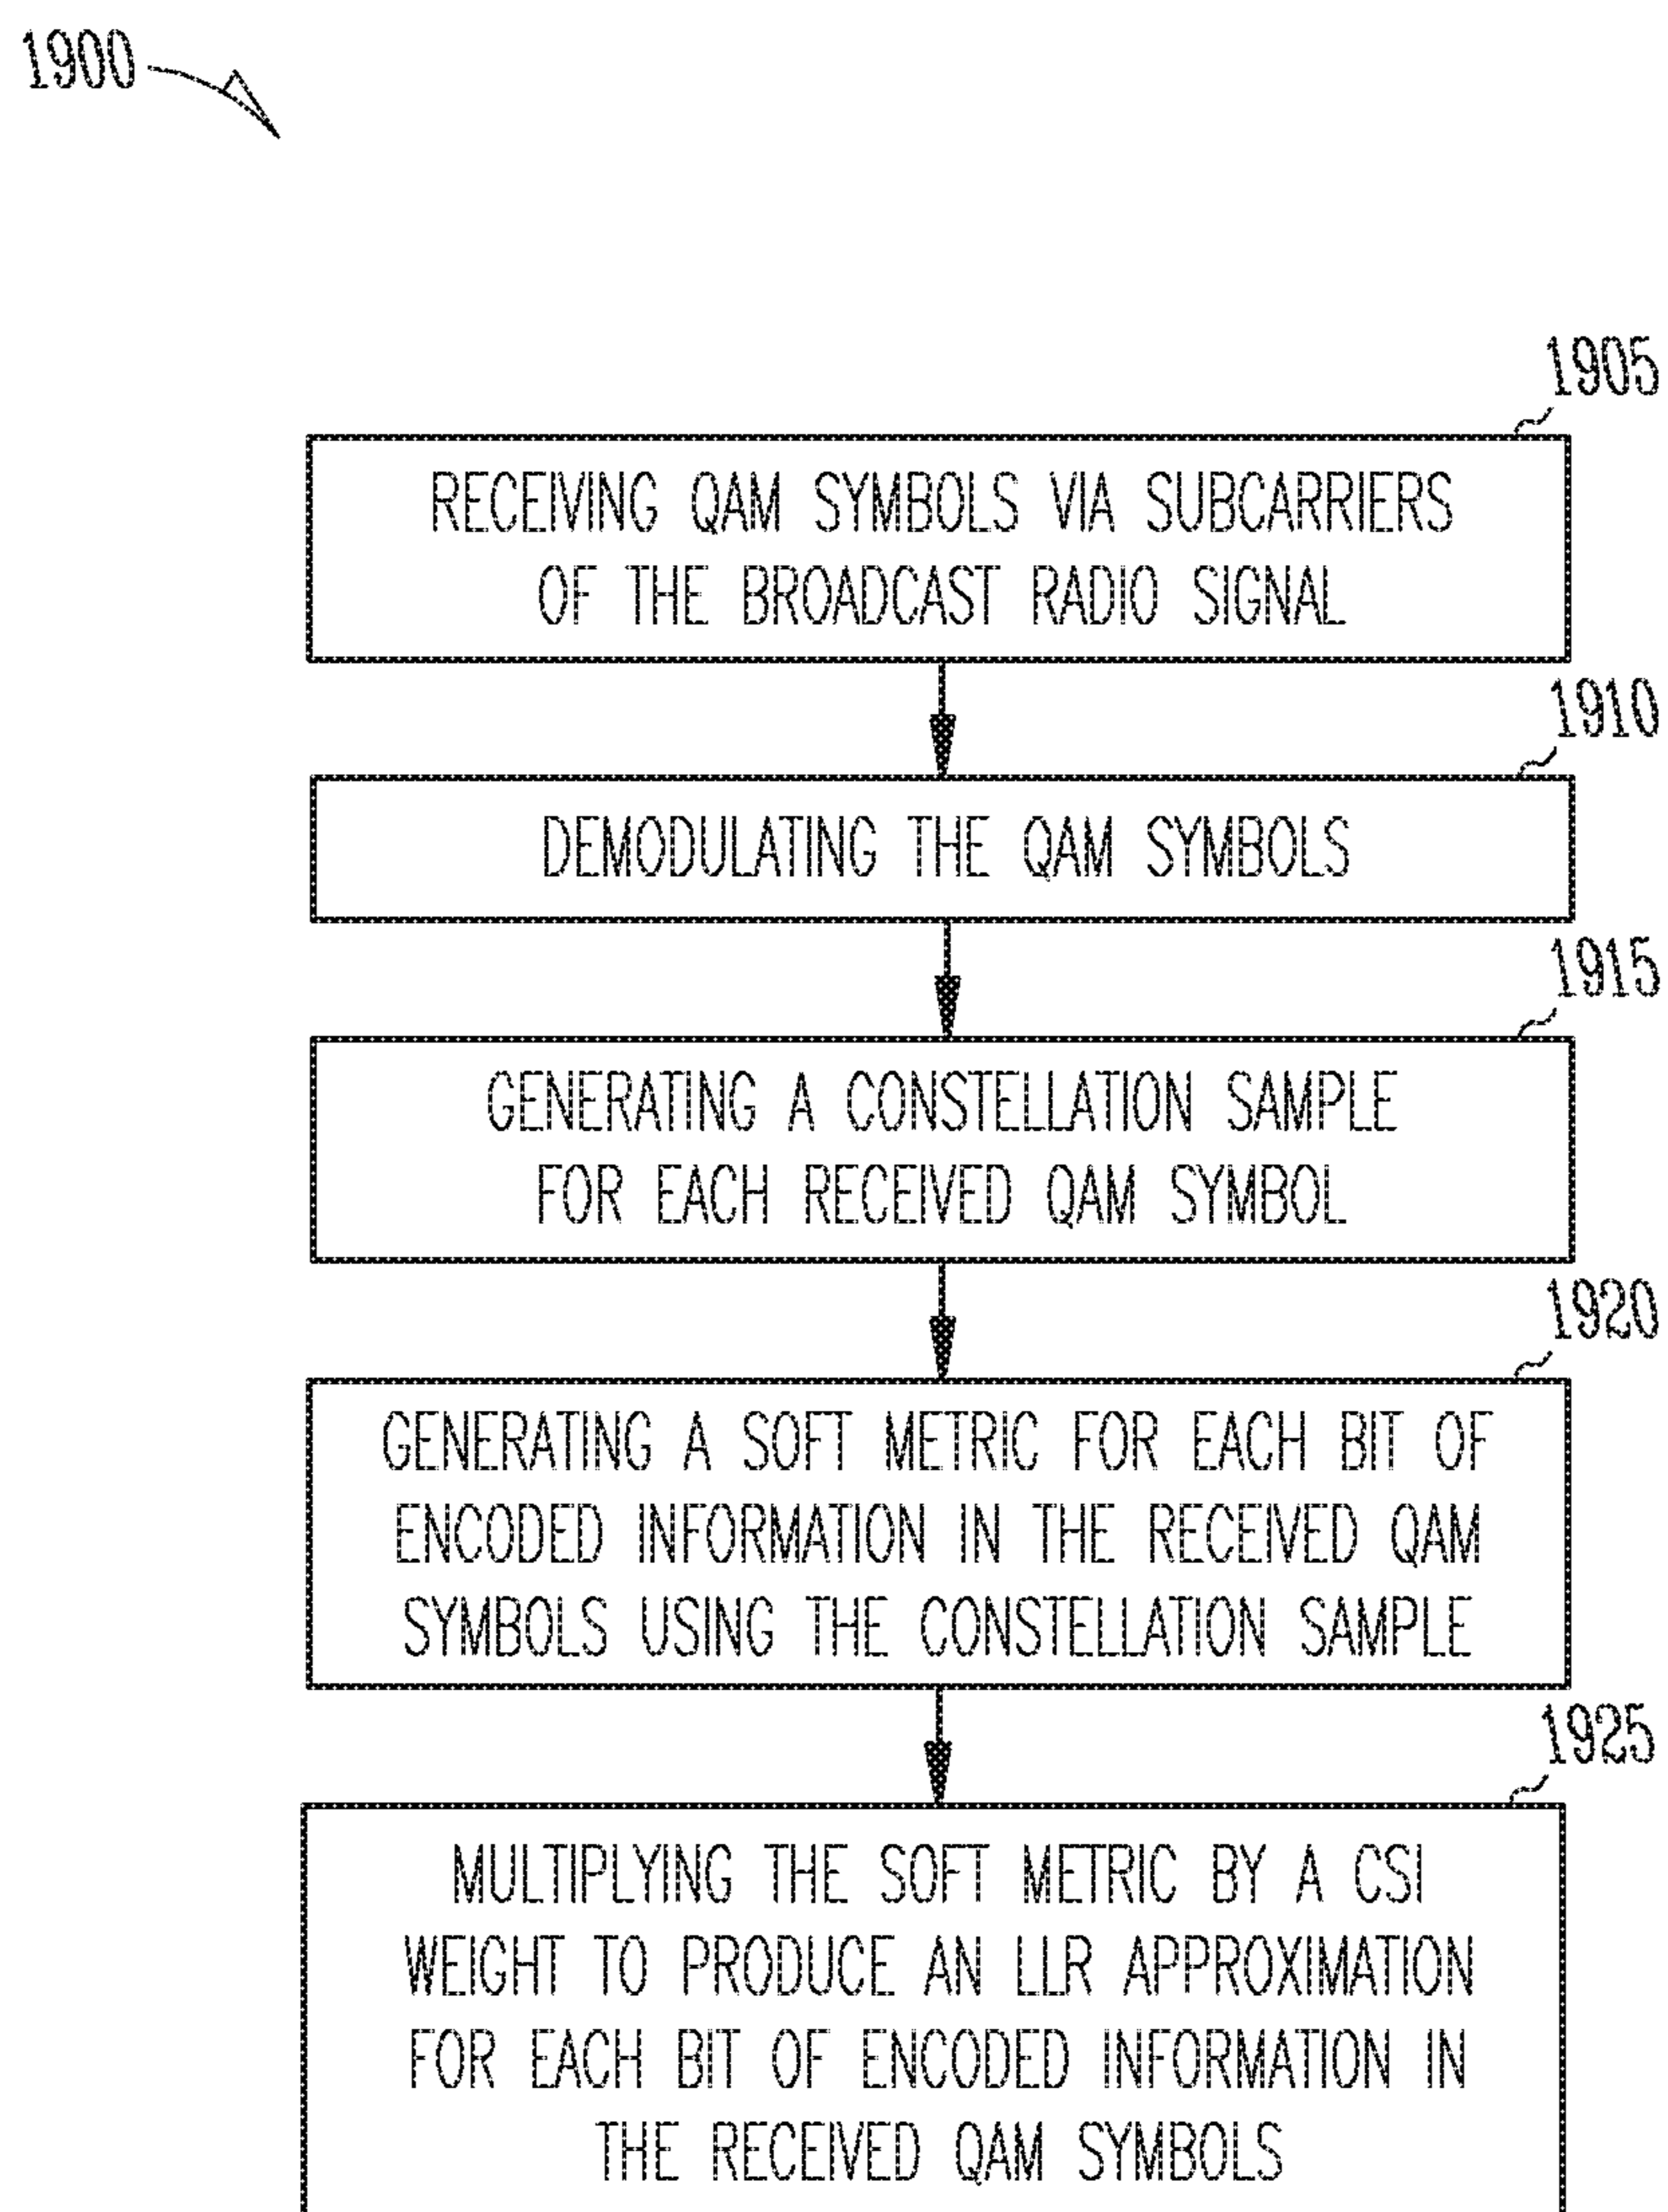 1900
1905
RECEIVING QAM SYMBOLS VIA SUBCARRIERS
OF THE BROADCAST RADIO SIGNAL
1910
DEMODULATING THE QAM SYMBOLS
1915
GENERATING A CONSTELLATION SAMPLE
FOR EACH RECEIVED QAM SYMBOL
1920
GENERATING A SOFT METRIC FOR EACH BIT OF
ENCODED INFORMATION IN THE RECEIVED QAM
SYMBOLS USING THE CONSTELLATION SAMPLE
1925
MULTIPLYING THE SOFT METRIC BY A CSI
WEIGHT TO PRODUCE AN LLR APPROXIMATION
FOR EACH BIT OF ENCODED INFORMATION IN
THE RECEIVED QAM SYMBOLS